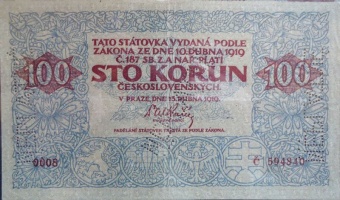 TATO STÁTOVKA VYDANÁ PODLE
ZÁKONA ZE DNE 10. DUBNA 1919
Č. 187 SB. Z. A NAŘ. PLATÍ
100 STO KORUN 100
ČESKOSLOVENSKÝCH.
V PRAZE, DNE 15. DUBNA 1919.
PADĚLÁNÍ STÁTOVEK TRESTÁ SE PODLE ZÁKONA.
0008 Č 594840